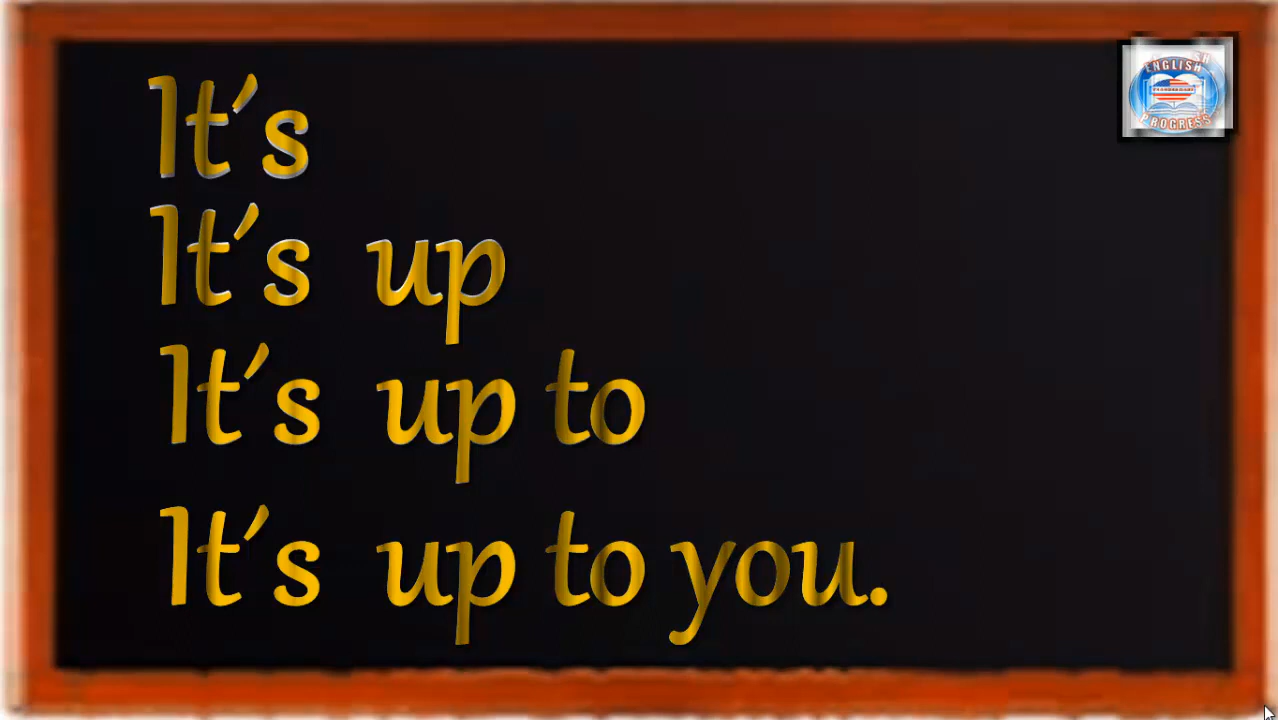 It's
It's up
It's up to
It's up to you.
ENGLISH
PROGRESS